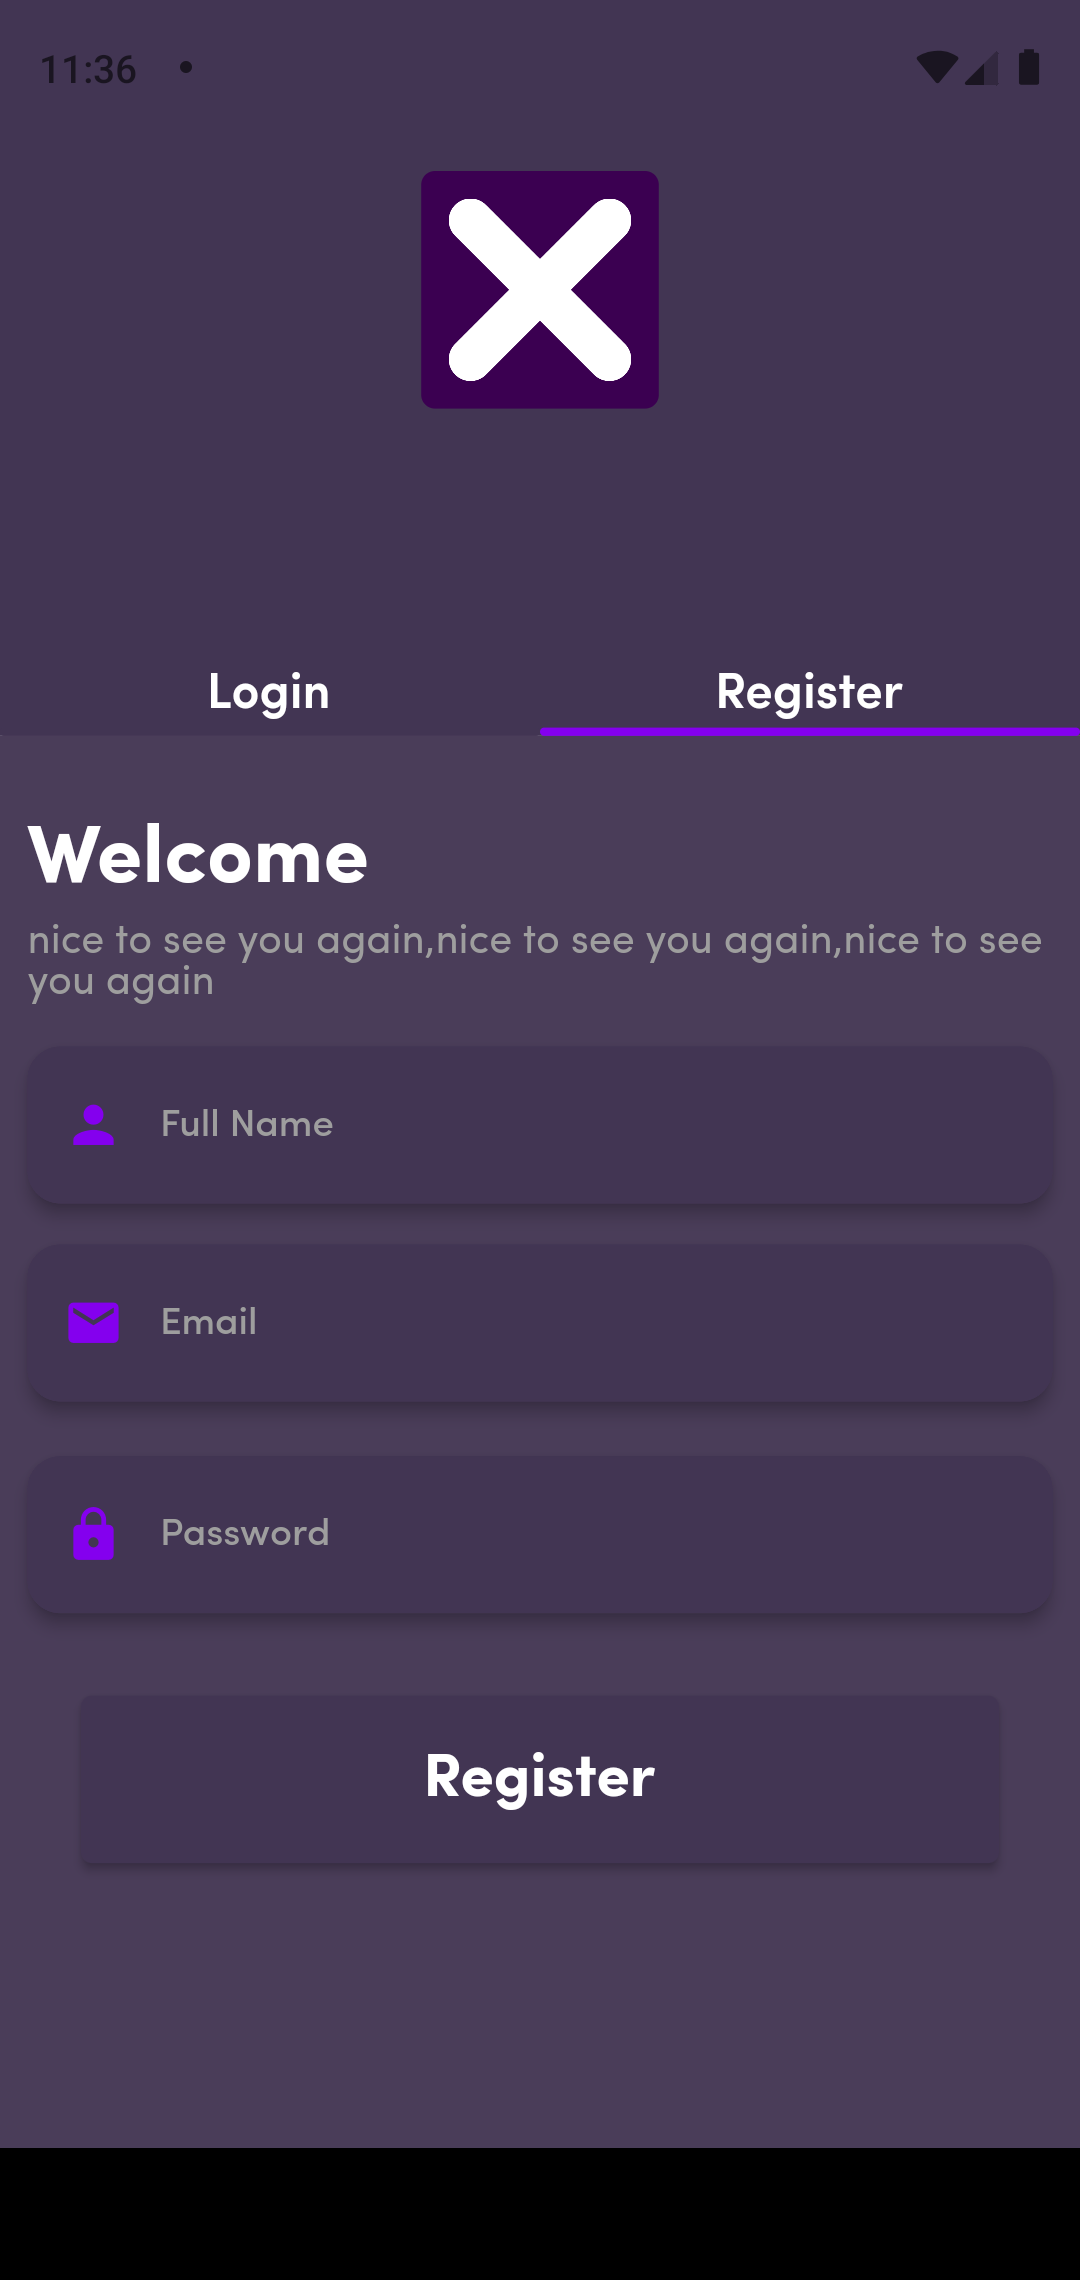 11:36
Login
Register
Welcome
nice to see you again,nice to see you again,nice to see
you again
Full Name
Email
Password
Register